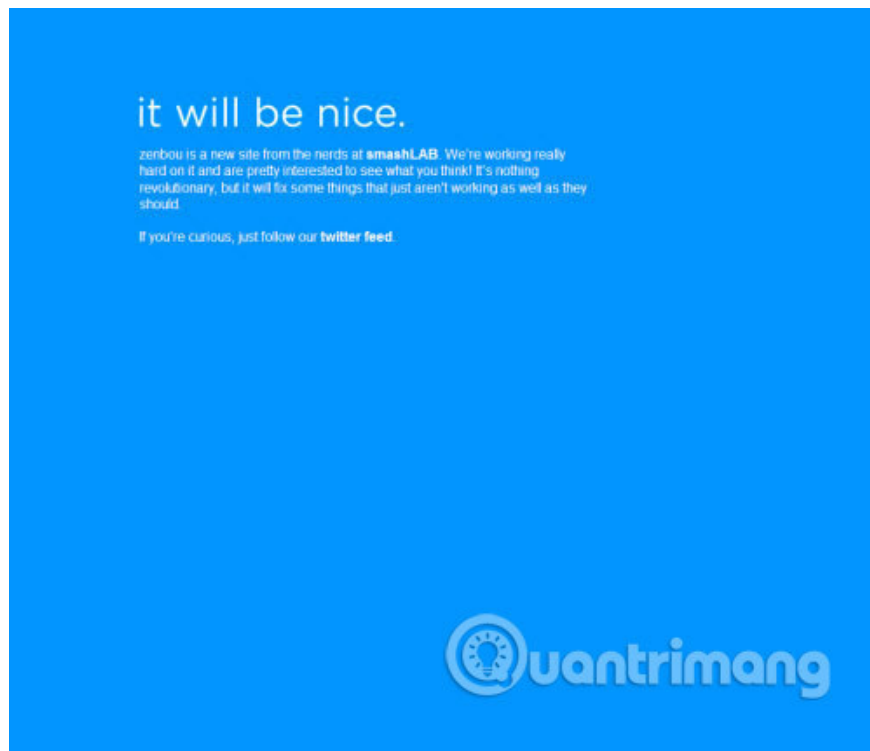 it will be nice.
zenbou is a new site from the nerds at smashLAB. We're working really
hard on it and are pretty interested to see what you think! It's nothing
revolutionary, but it will fix some things that just aren't working as well as they
should.
If you're curious, just follow our twitter feed.
Quantrimang